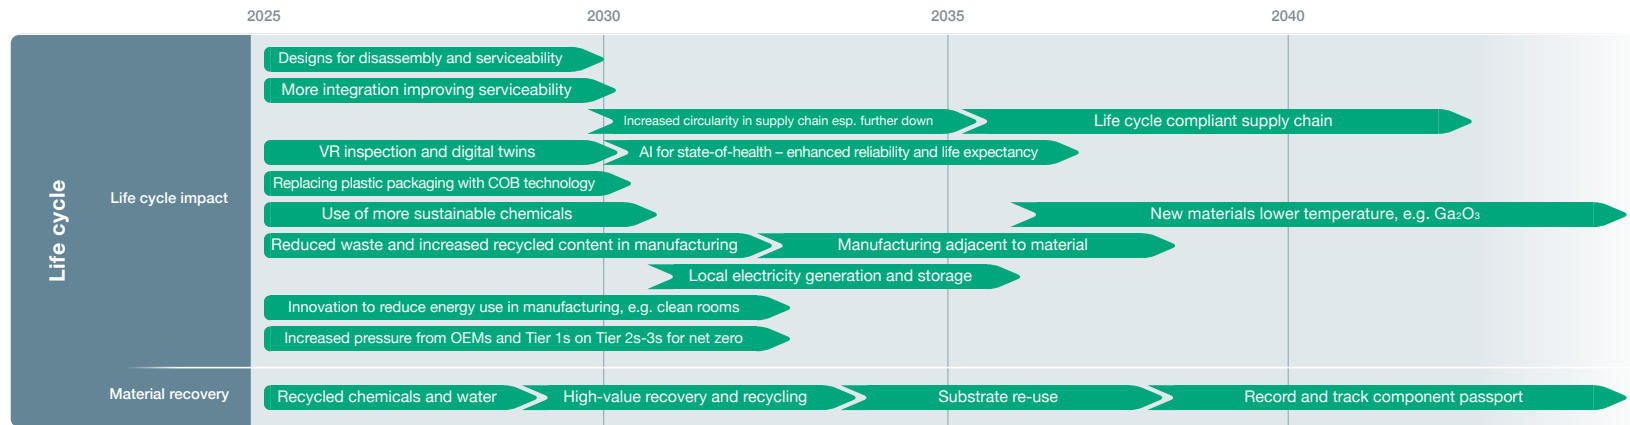 2025 2030 2035 2040
Life cycle
Life cycle impact
Designs for disassembly and serviceability
More integration improving serviceability
Increased circularity in supply chain esp. further down
Life cycle compliant supply chain
VR inspection and digital twins
AI for state-of-health – enhanced reliability and life expectancy
Replacing plastic packaging with COB technology
Use of more sustainable chemicals
New materials lower temperature, e.g. Ga₂O₃
Reduced waste and increased recycled content in manufacturing
Manufacturing adjacent to material
Local electricity generation and storage
Innovation to reduce energy use in manufacturing, e.g. clean rooms
Increased pressure from OEMs and Tier 1s on Tier 2s-3s for net zero
Material recovery
Recycled chemicals and water
High-value recovery and recycling
Substrate re-use
Record and track component passport